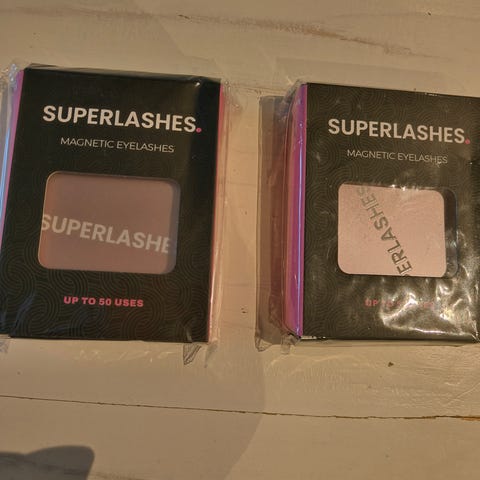 SUPERLASHES.
MAGNETIC EYELASHES
SUPERLASHE
UP TO 50 USES
SUPERLASHES.
MAGNETIC EYELASHES
ERLASHES